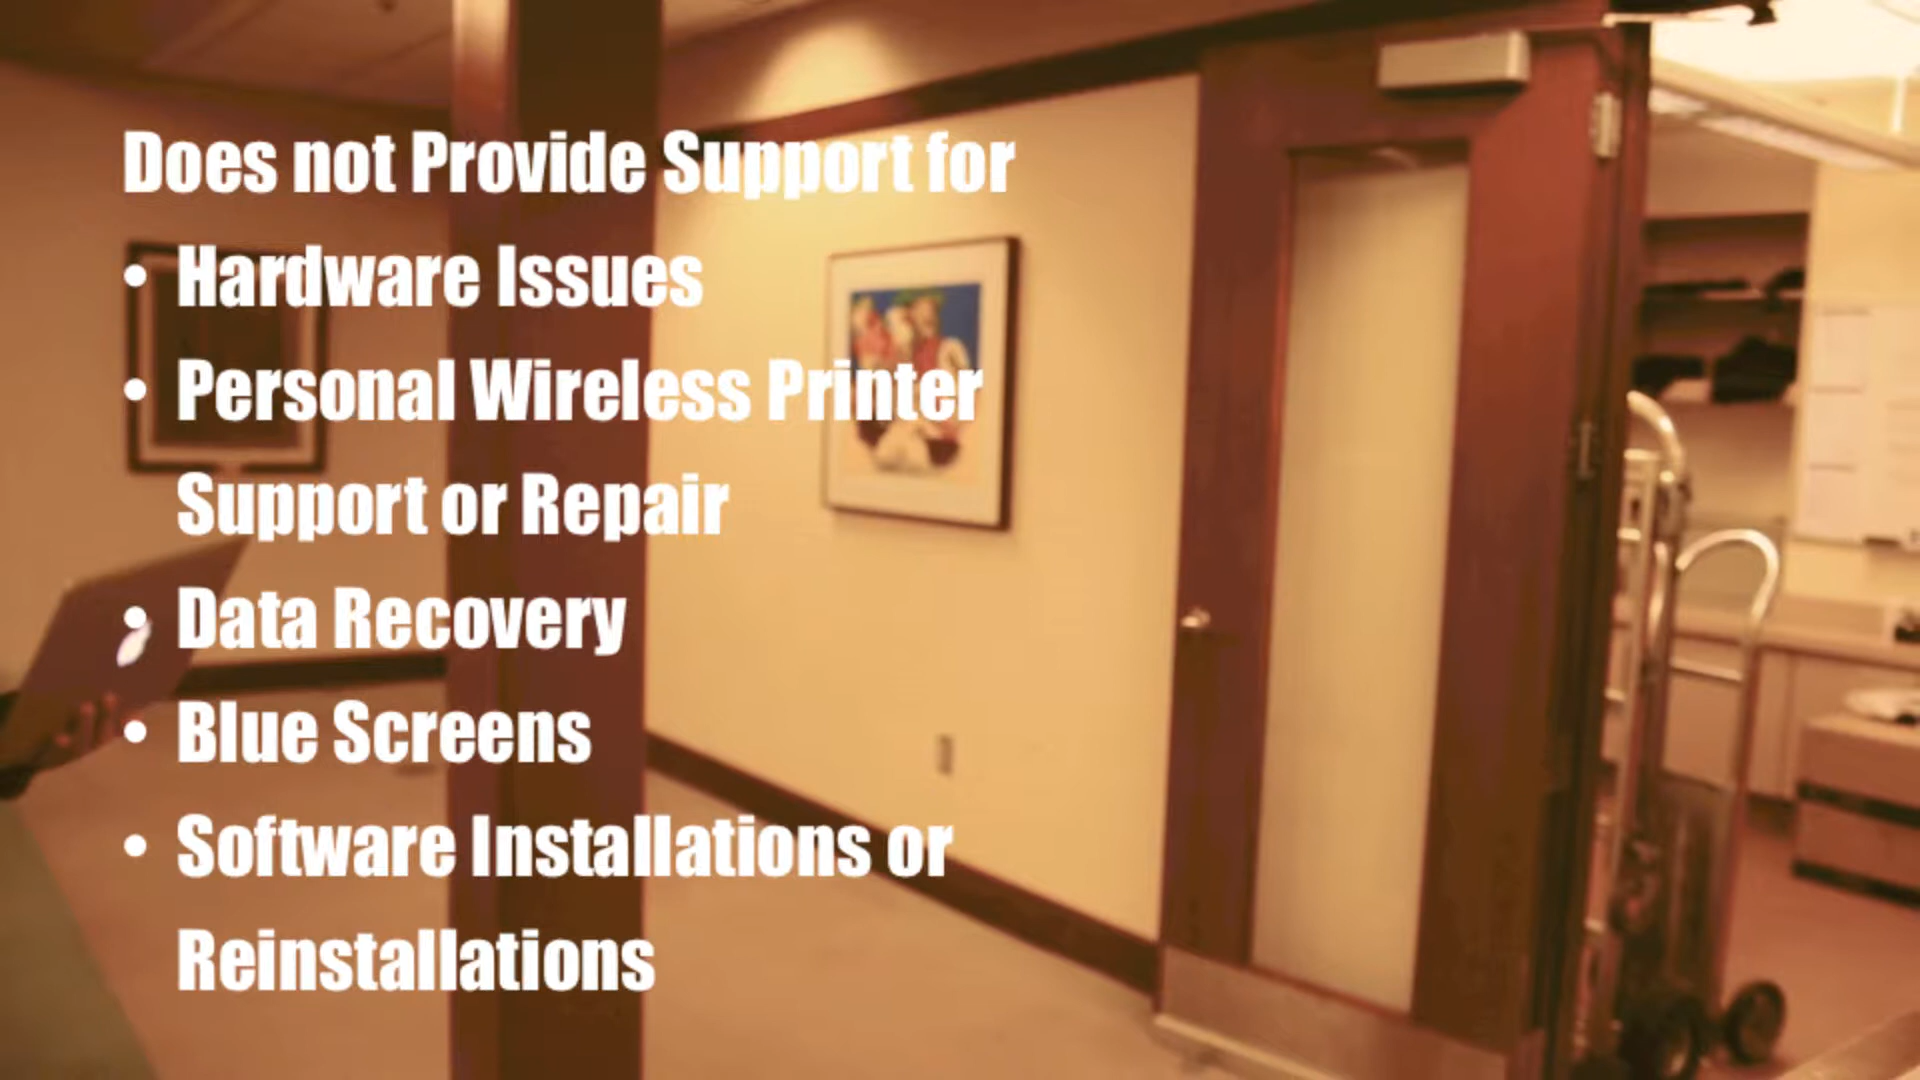 Does not Provide Support for
• Hardware Issues
• Personal Wireless Printer
Support or Repair
• Data Recovery
• Blue Screens
• Software Installations or
Reinstallations